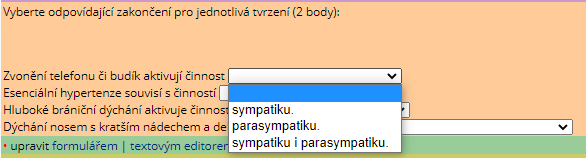 Vyberte odpovídající zakončení pro jednotlivá tvrzení (2 body):
Zvonění telefonu či budík aktivují činnost
Esenciální hypertenze souvisí s činností
sympatiku.
Hluboké brániční dýchání aktivuje činnost
parasympatiku.
Dýchání nosem s kratším nádechem a de
sympatiku i parasympatiku.
• upravit formulářem | textovým editorem